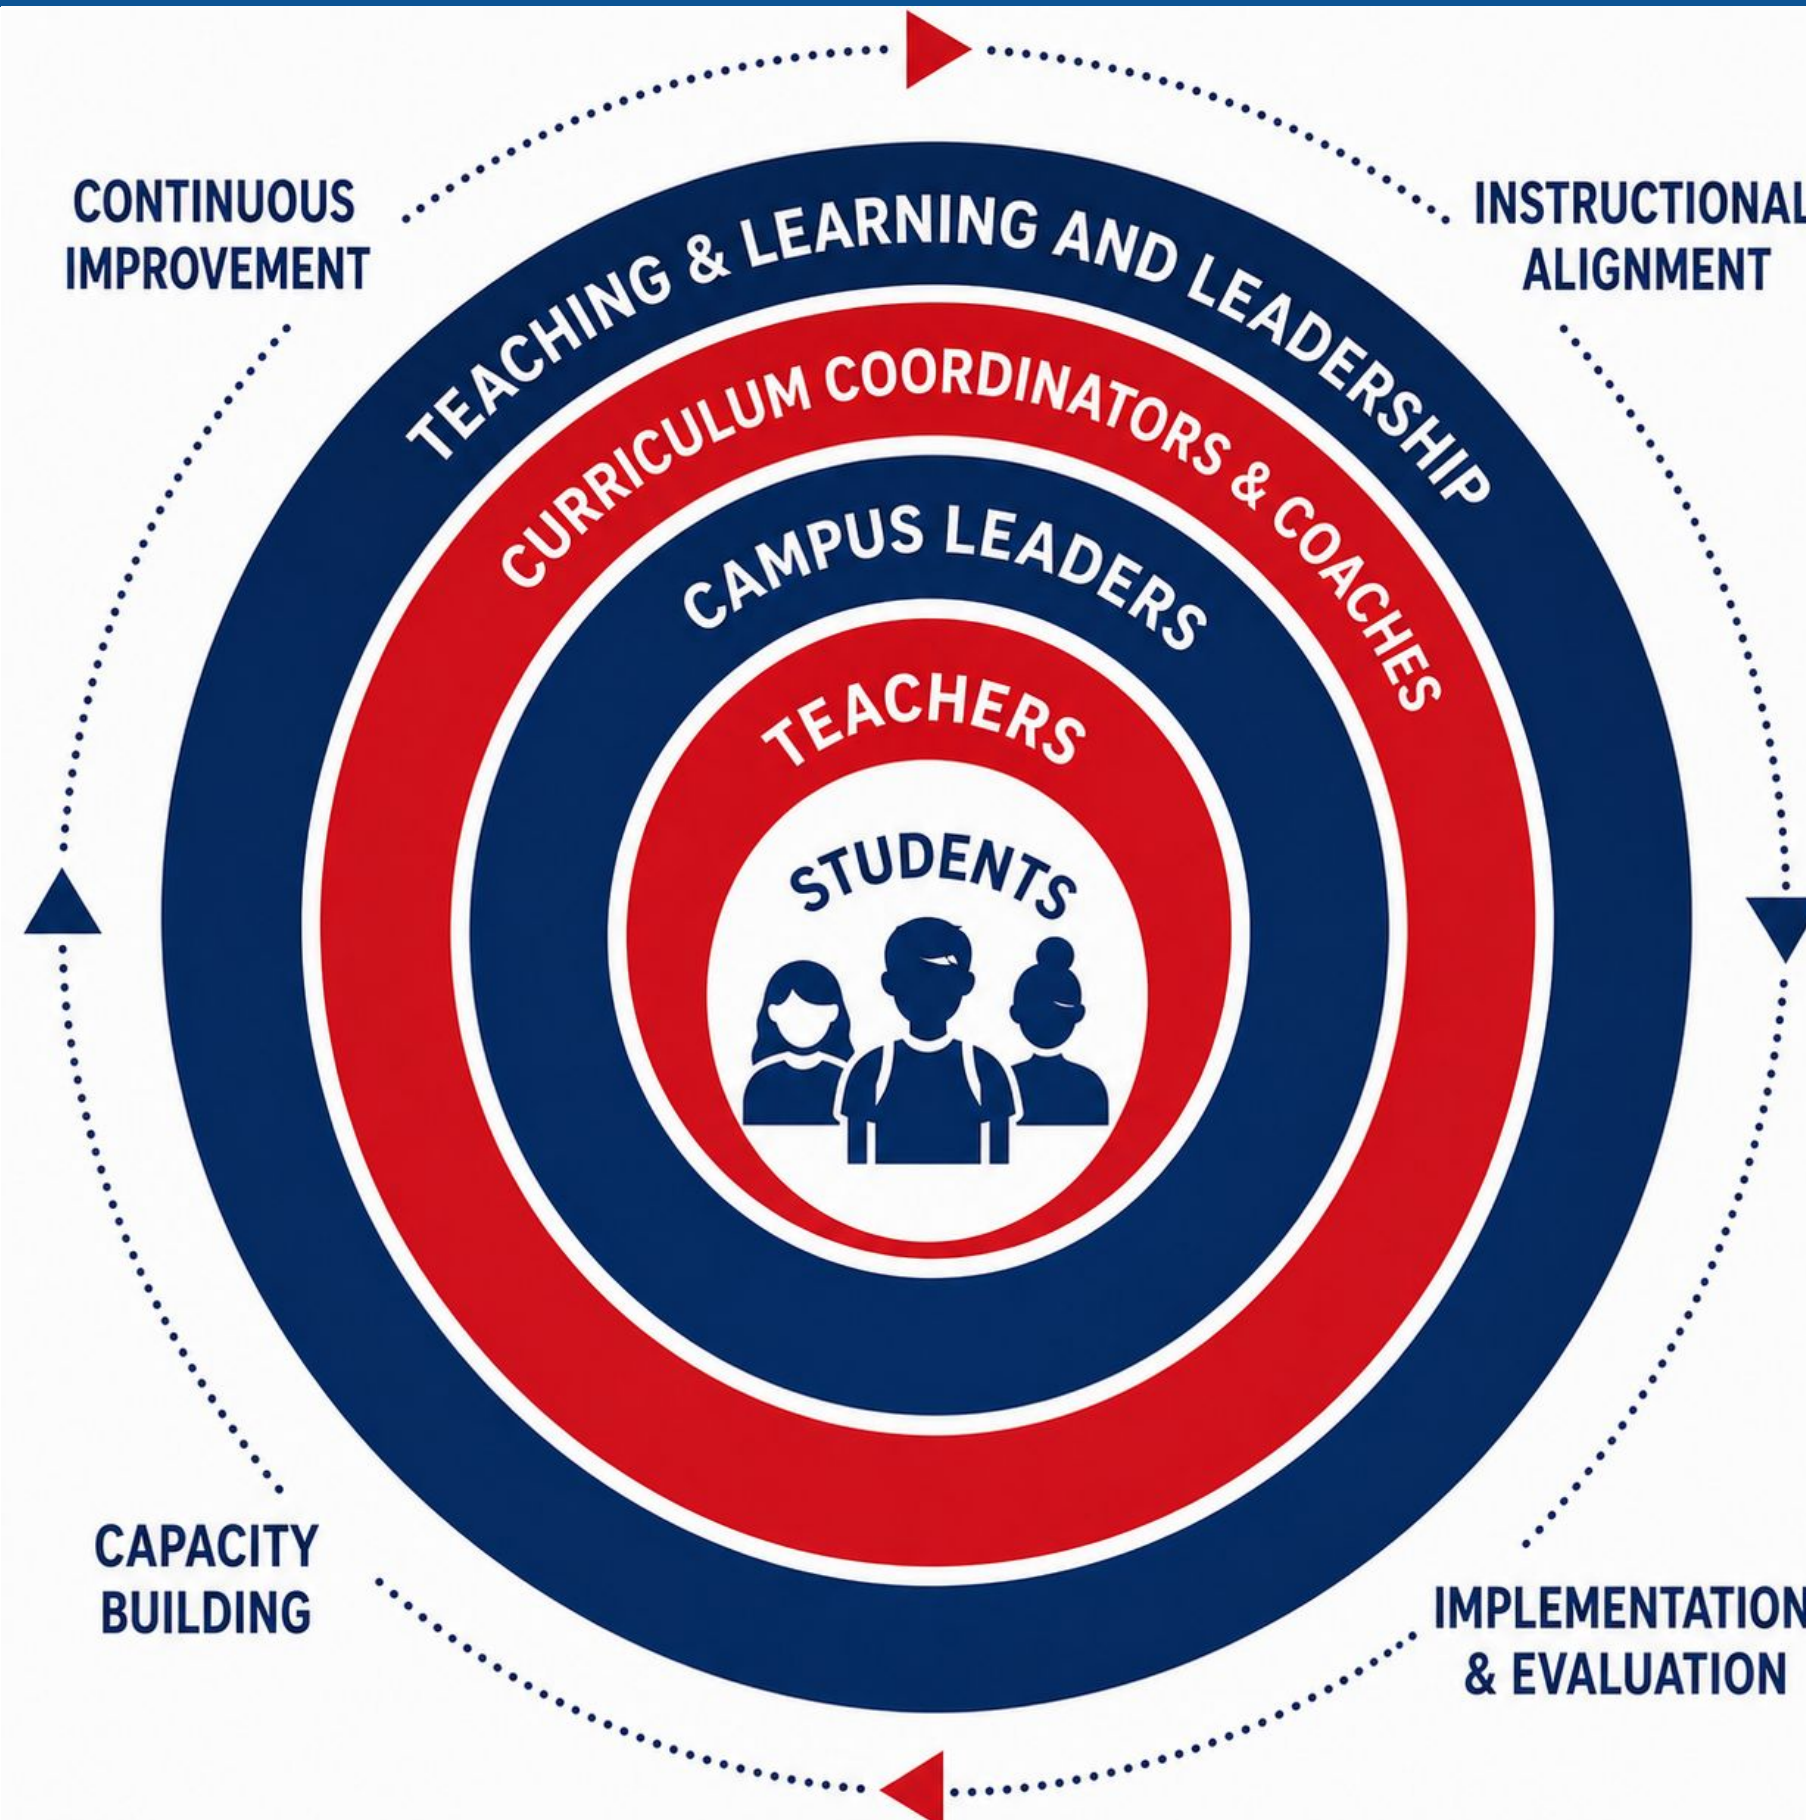 CONTINUOUS
IMPROVEMENT
INSTRUCTIONAL
ALIGNMENT
TEACHING & LEARNING AND LEADERSHIP
CURRICULUM COORDINATORS & COACHES
CAMPUS LEADERS
TEACHERS
STUDENTS
CAPACITY
BUILDING
IMPLEMENTATION
& EVALUATION